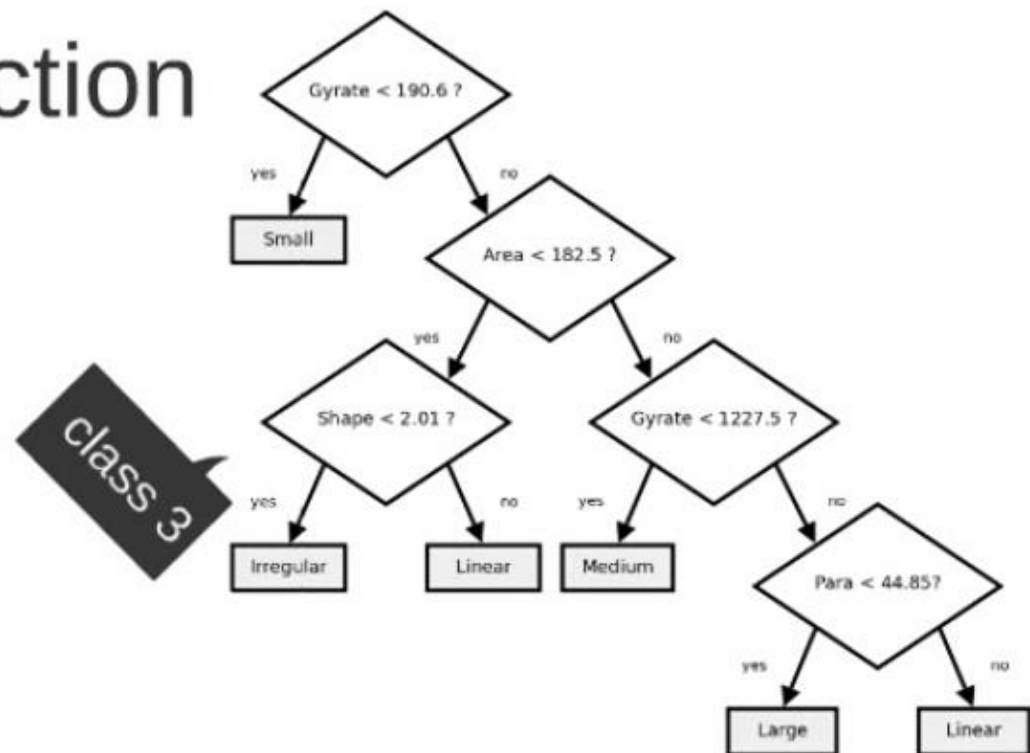 ction
Gyrate < 190.6 ?
yes
no
Small
Area < 182.5 ?
yes
no
Shape < 2.01 ?
Gyrate < 1227.5 ?
class 3
yes
no
yes
no
Irregular
Linear
Medium
Para < 44.85?
yes
no
Large
Linear